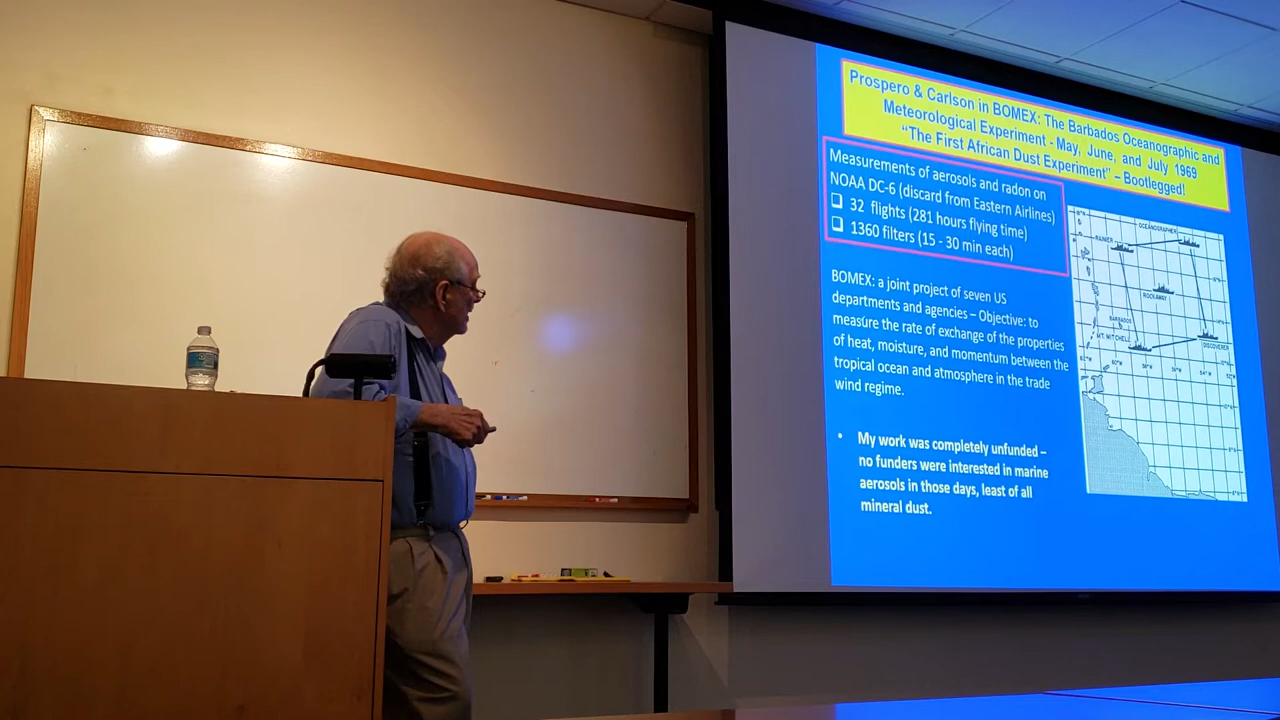 Prospero & Carlson in BOMEX: The Barbados Oceanographic and
Meteorological Experiment - May, June, and July 1969
“The First African Dust Experiment” – Bootlegged!
Measurements of aerosols and radon on
NOAA DC-6 (discard from Eastern Airlines)
❑ 32 flights (281 hours flying time)
❑ 1360 filters (15 - 30 min each)
BOMEX: a joint project of seven US
departments and agencies – Objective: to
measure the rate of exchange of the properties
of heat, moisture, and momentum between the
tropical ocean and atmosphere in the trade
wind regime.
• My work was completely unfunded –
no funders were interested in marine
aerosols in those days, least of all
mineral dust.
OCEANOGRAPHER
RAINIER
ROCKAWAY
BARBADOS
MT. MITCHELL
DISCOVERER